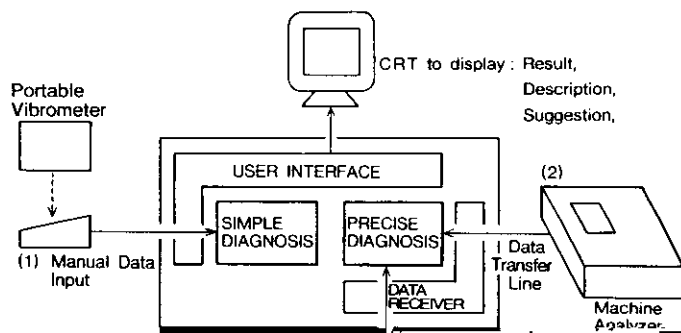 CRT to display : Result,
Description,
Suggestion,
Portable
Vibrometer
USER INTERFACE
(2)
SIMPLE
DIAGNOSIS
PRECISE
DIAGNOSIS
(1) Manual Data
Input
Data
Transfer
Line
DATA
RECEIVER
Machine
Analyzer